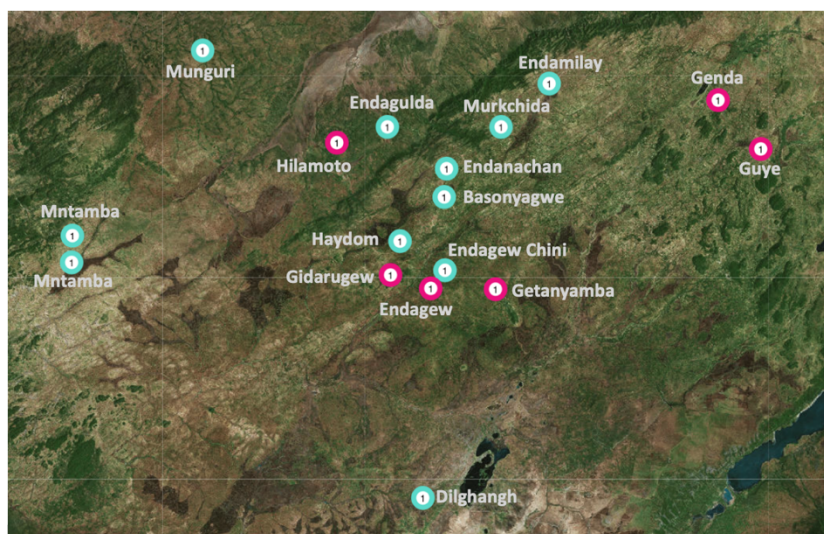 1
Munguri
Endamilay
1
Genda
1
Endagulda
1
Murkchida
1
1
Hilamoto
1
Endanachan
1
Guye
1
Basonyagwe
Mntamba
1
Haydom
1
Endagew Chini
1
Mntamba
Gidarugew
1
Endagew
1
1
Getanyamba
1
Dilghangh